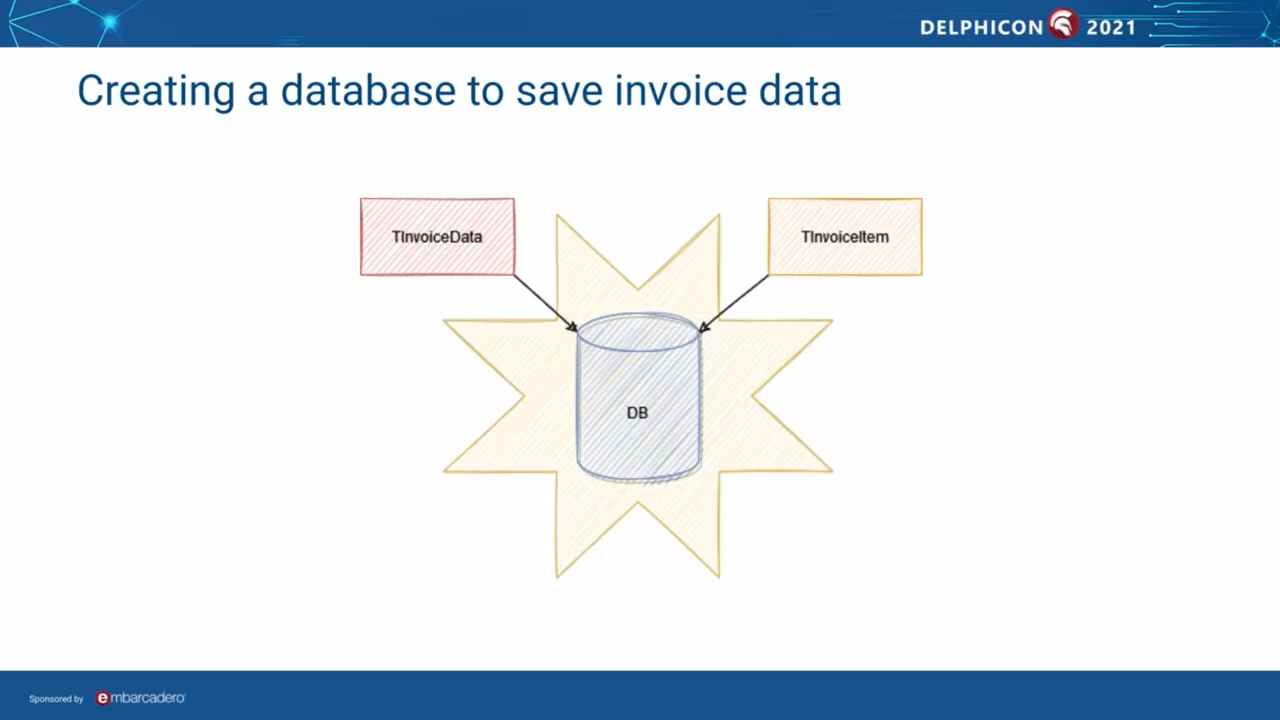 DELPHICON 2021
Creating a database to save invoice data
TInvoiceData
TInvoiceItem
DB
Sponsored by embarcadero